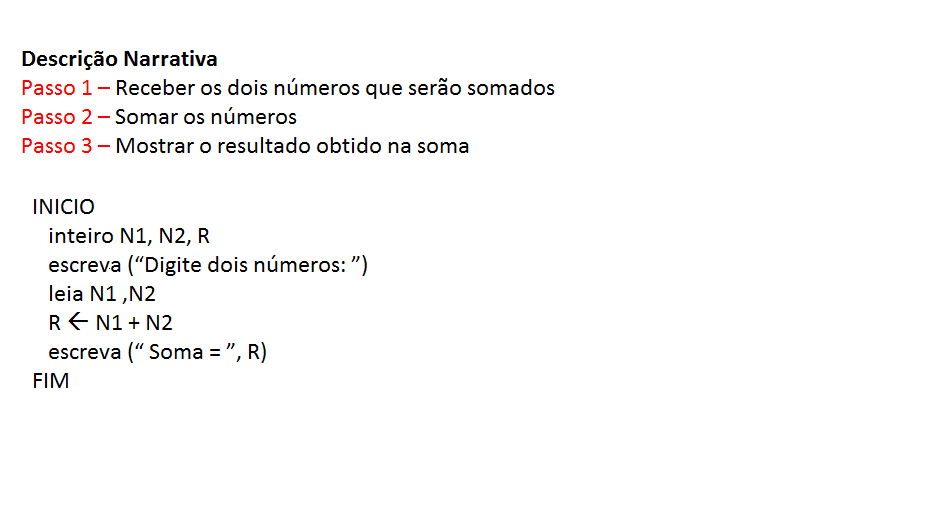 Descrição Narrativa
Passo 1 – Receber os dois números que serão somados
Passo 2 – Somar os números
Passo 3 – Mostrar o resultado obtido na soma
INICIO
inteiro N1, N2, R
escreva (“Digite dois números: ”)
leia N1 ,N2
R ← N1 + N2
escreva (“ Soma = ”, R)
FIM